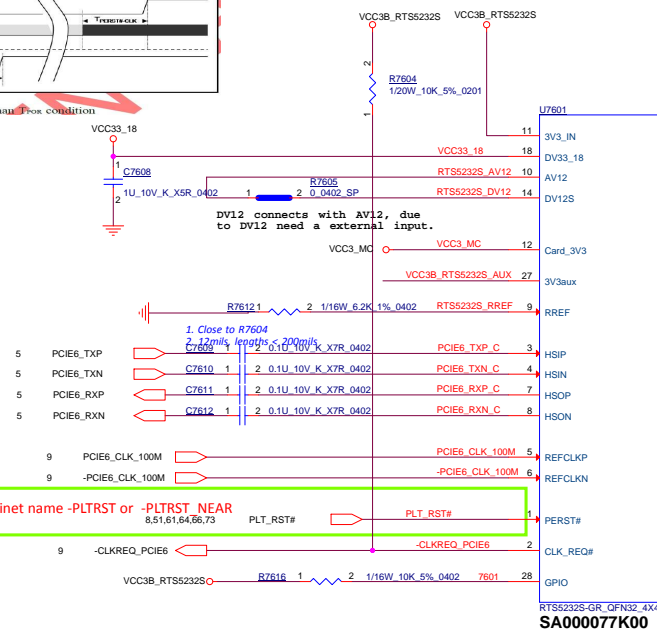 TPERST#-CLK
an TPOR condition
VCC3B_RTS5232S VCC3B_RTS5232S
2 R7604
1/20W_10K_5%_0201
1
U7601
VCC33_18
11 3V3_IN
VCC33_18 18 DV33_18
1 C7608
RTS5232S_AV12 10 AV12
R7605
2 1U_10V_K_X5R_0402 1 2 0_0402_SP RTS5232S_DV12 14 DV12S
DV12 connects with AV12, due
to DV12 need a external input.
VCC3_MC VCC3_MC 12 Card_3V3
VCC3B_RTS5232S_AUX 27 3V3aux
R7612 1 2 1/16W_6.2K_1%_0402 RTS5232S_RREF 9 RREF
1. Close to R7604
2. 12mils, lengths < 200mils
5 PCIE6_TXP C7609 1 2 0.1U_10V_K_X7R_0402 PCIE6_TXP_C 3 HSIP
5 PCIE6_TXN C7610 1 2 0.1U_10V_K_X7R_0402 PCIE6_TXN_C 4 HSIN
5 PCIE6_RXP C7611 1 2 0.1U_10V_K_X7R_0402 PCIE6_RXP_C 7 HSOP
5 PCIE6_RXN C7612 1 2 0.1U_10V_K_X7R_0402 PCIE6_RXN_C 8 HSON
9 PCIE6_CLK_100M PCIE6_CLK_100M 5 REFCLKP
9 -PCIE6_CLK_100M -PCIE6_CLK_100M 6 REFCLKN
inet name -PLTRST or -PLTRST_NEAR
8,51,61,64,66,73 PLT_RST# PLT_RST# 1 PERST#
9 -CLKREQ_PCIE6 -CLKREQ_PCIE6 2 CLK_REQ#
VCC3B_RTS5232S R7616 1 2 1/16W_10K_5%_0402 7601 28 GPIO
RTS5232S-GR_QFN32_4X4
SA000077K00